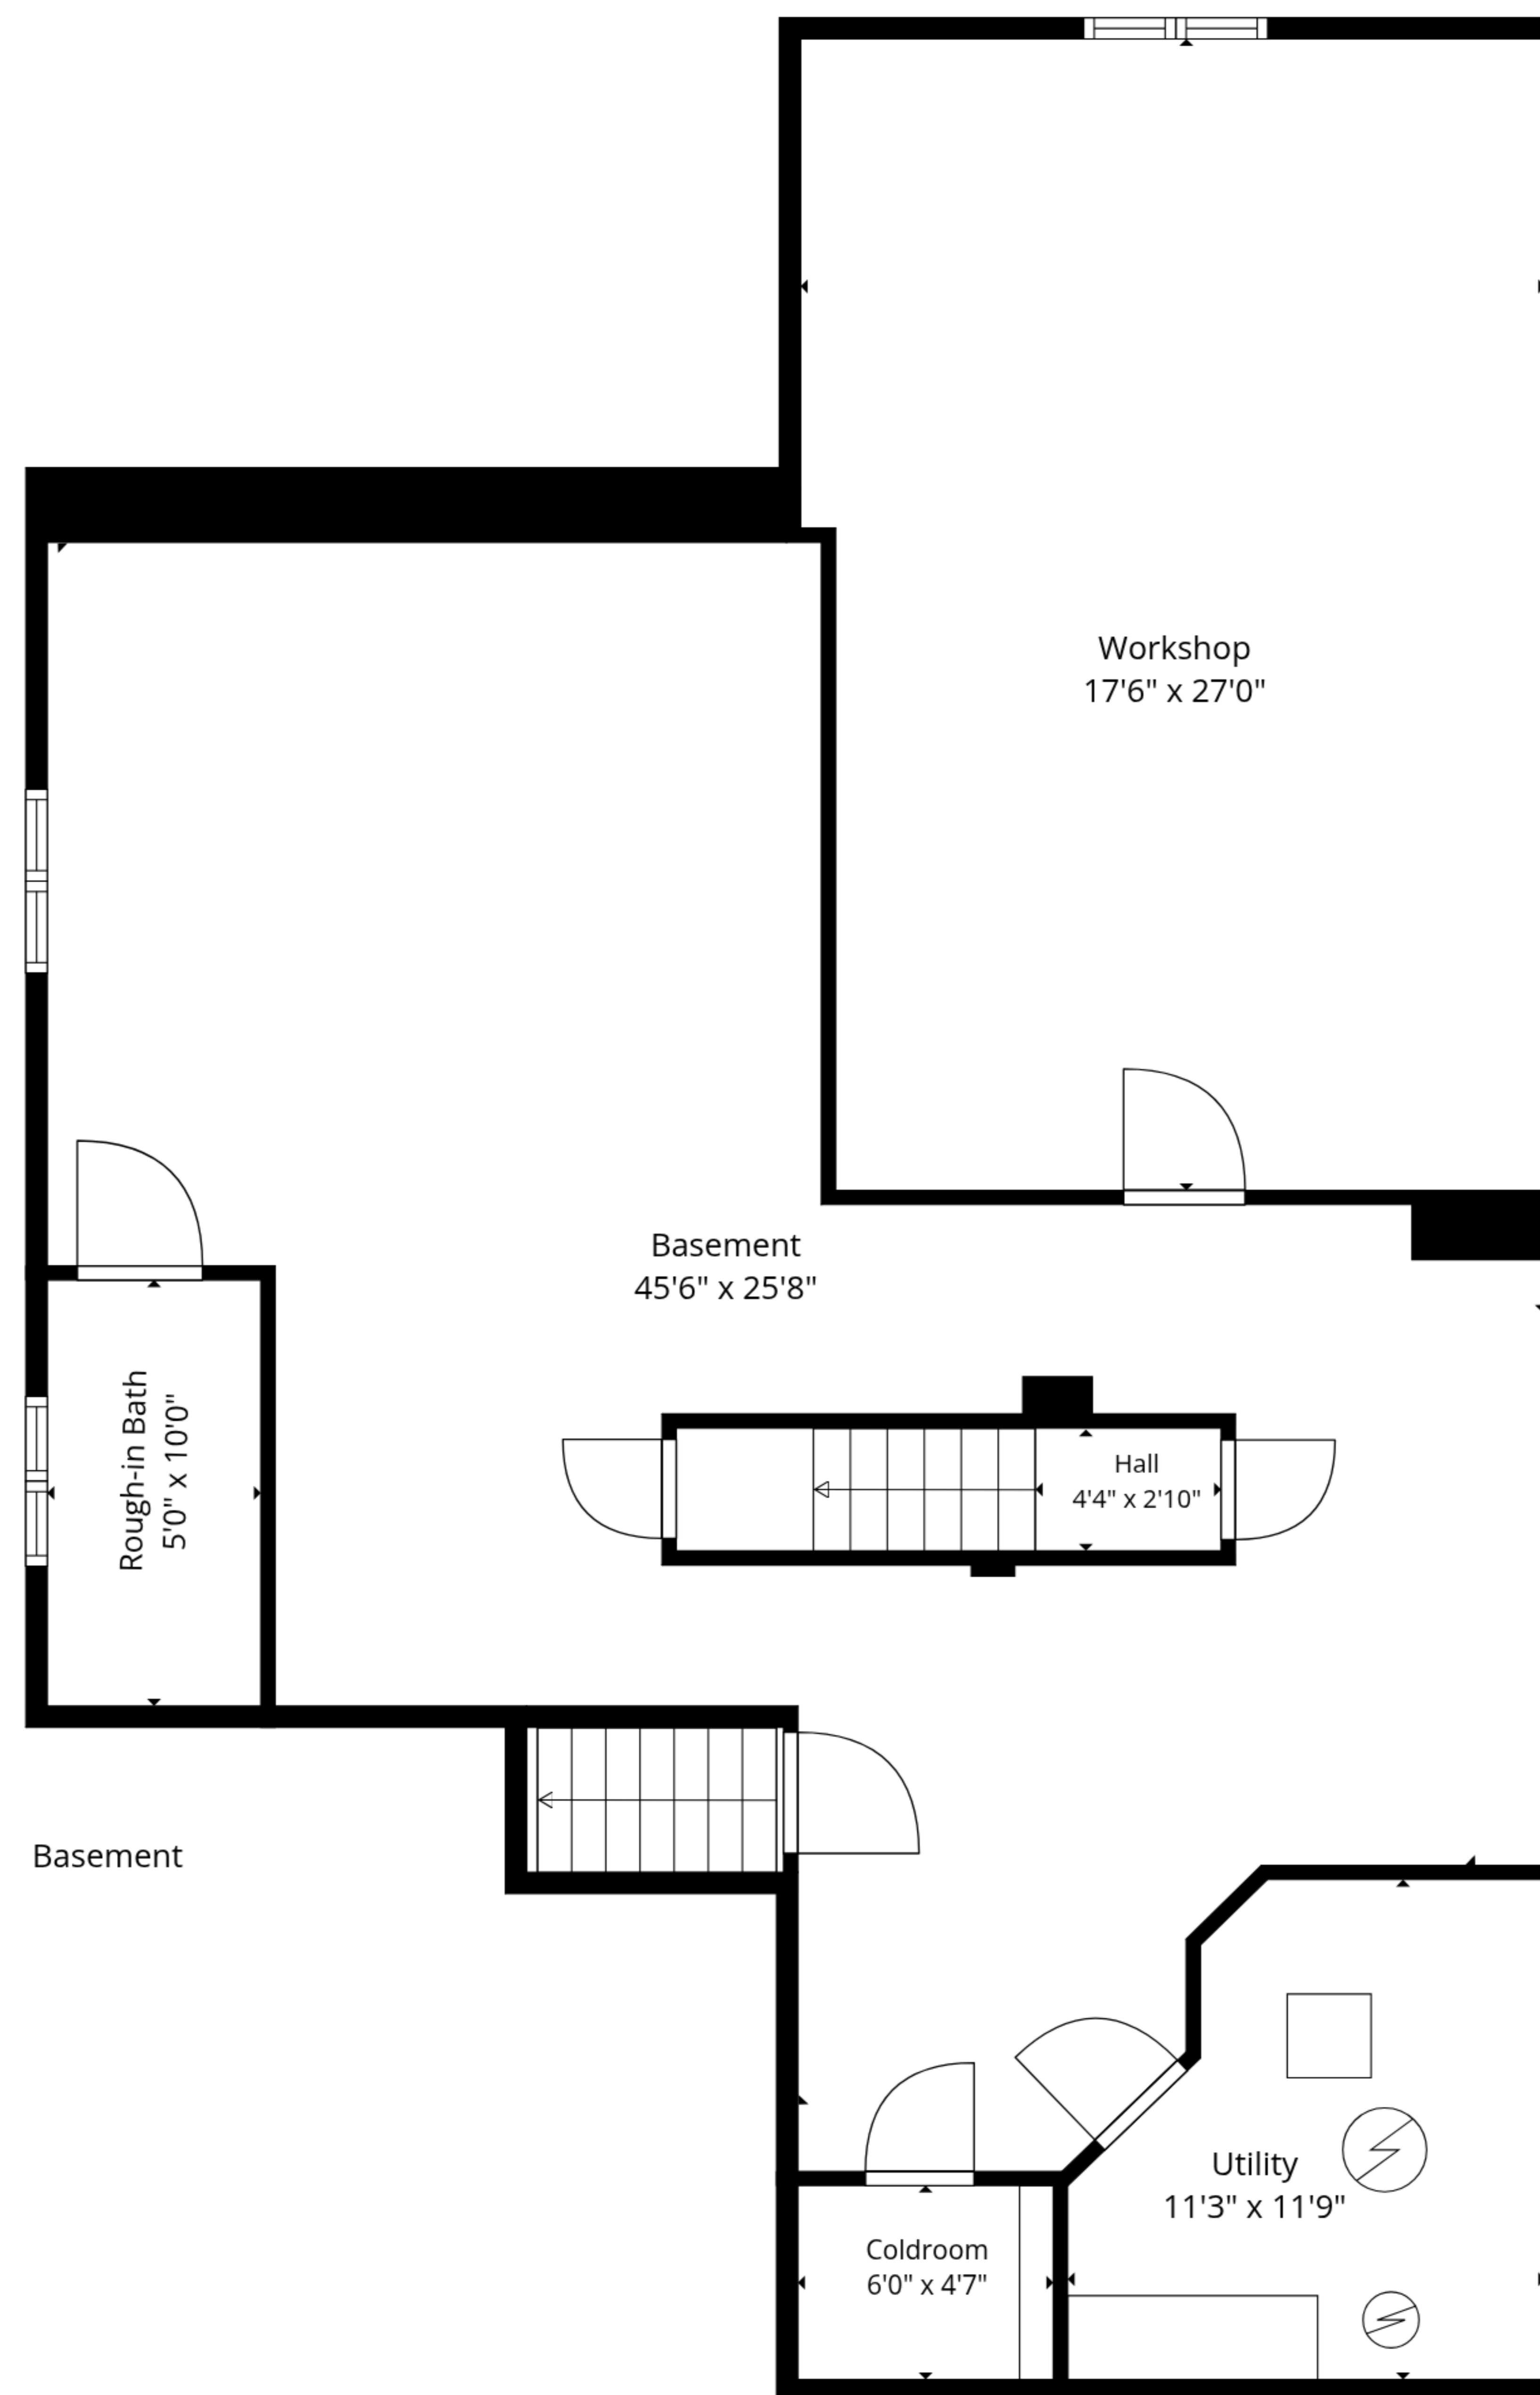 Workshop
17'6" x 27'0"
Basement
45'6" x 25'8"
Rough-in Bath
5'0" x 10'0"
Hall
4'4" x 2'10"
Basement
Utility
11'3" x 11'9"
Coldroom
6'0" x 4'7"